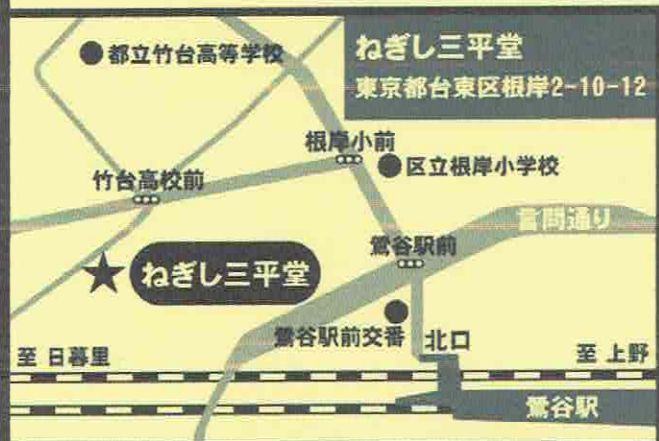 ねぎし三平堂
東京都台東区根岸2-10-12
都立竹台高等学校
根岸小前
区立根岸小学校
竹台高校前
言問通り
鶯谷駅前
ねぎし三平堂
鶯谷駅前交番
北口
至 日暮里
至 上野
鶯谷駅